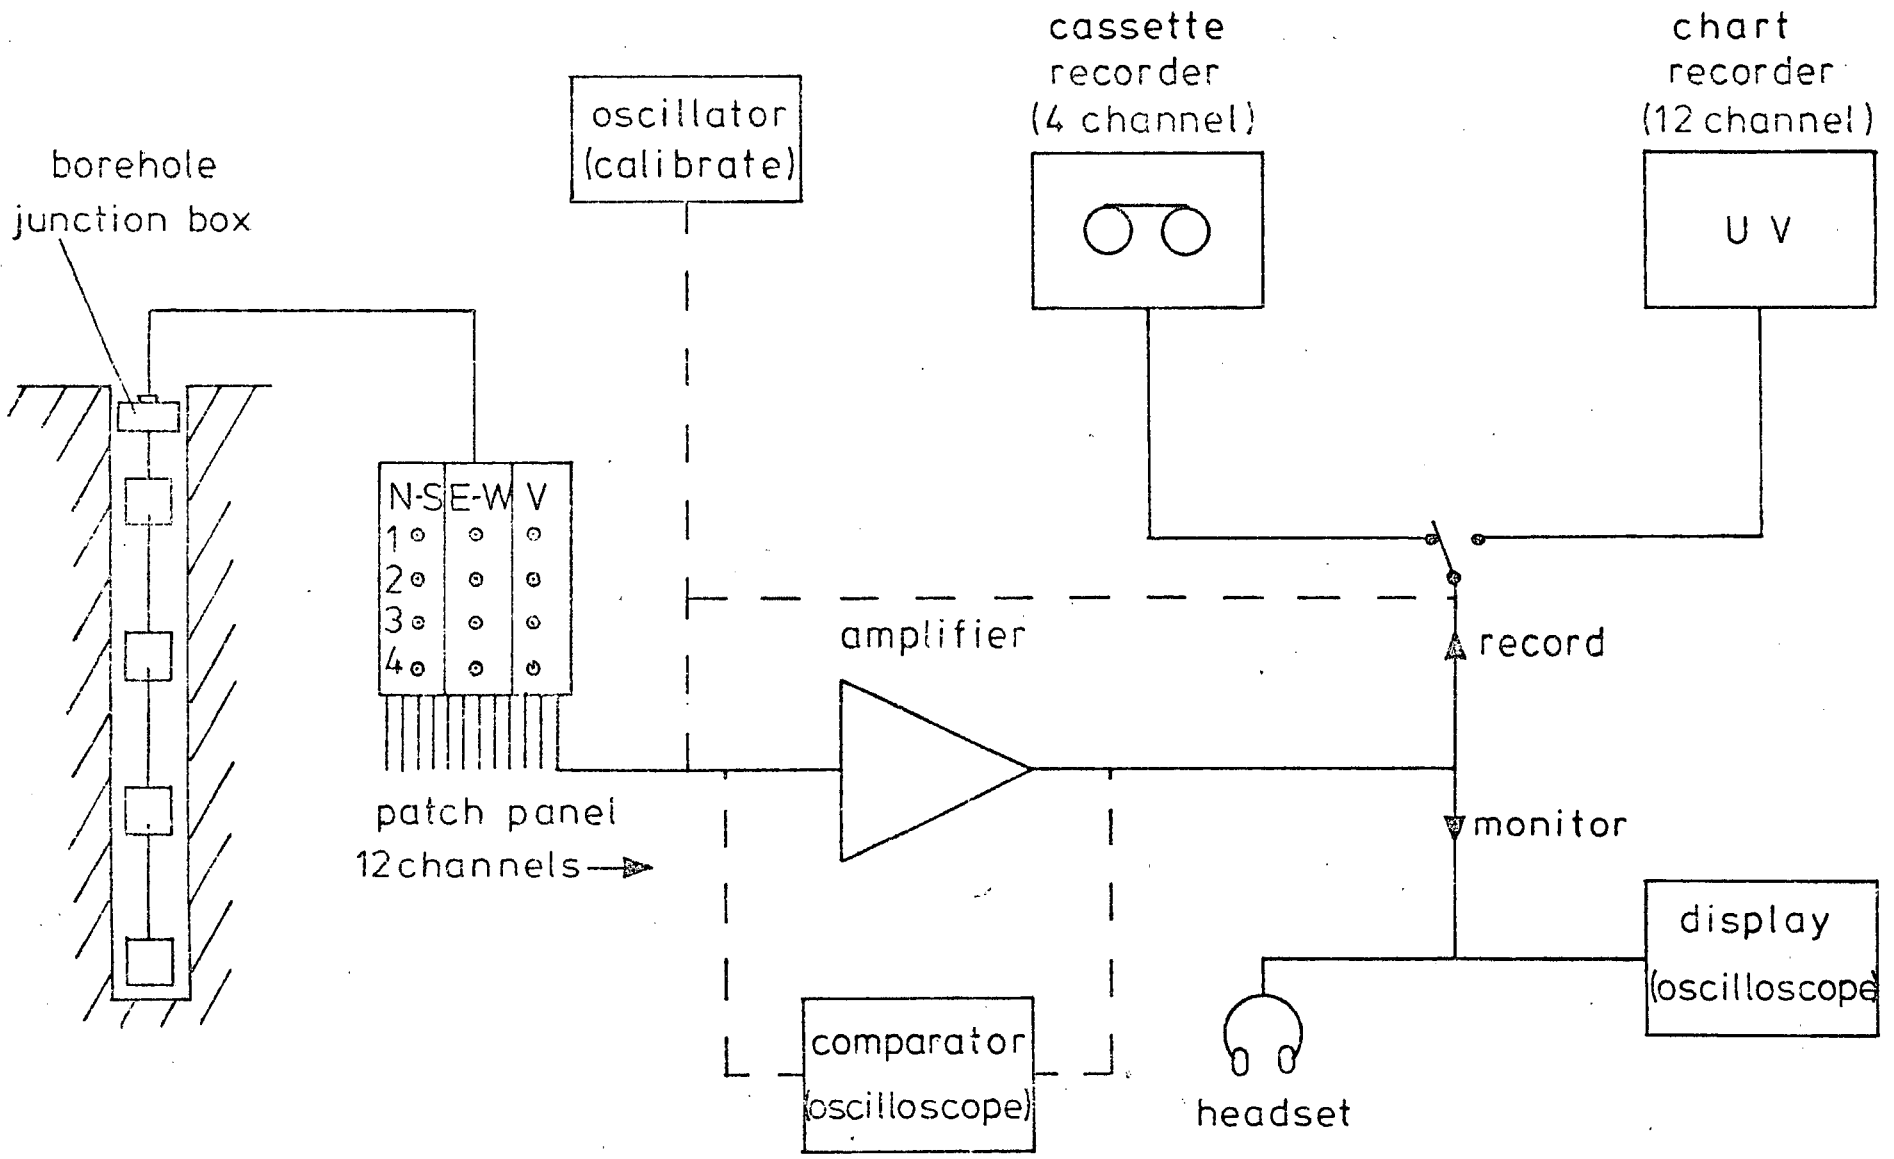 cassette
recorder
(4 channel)
chart
recorder
(12 channel)
oscillator
(calibrate)
borehole
junction box
U V
N-S E-W V
1
2
3
4
amplifier
record
patch panel
12 channels
monitor
display
(oscilloscope)
comparator
(oscilloscope)
headset